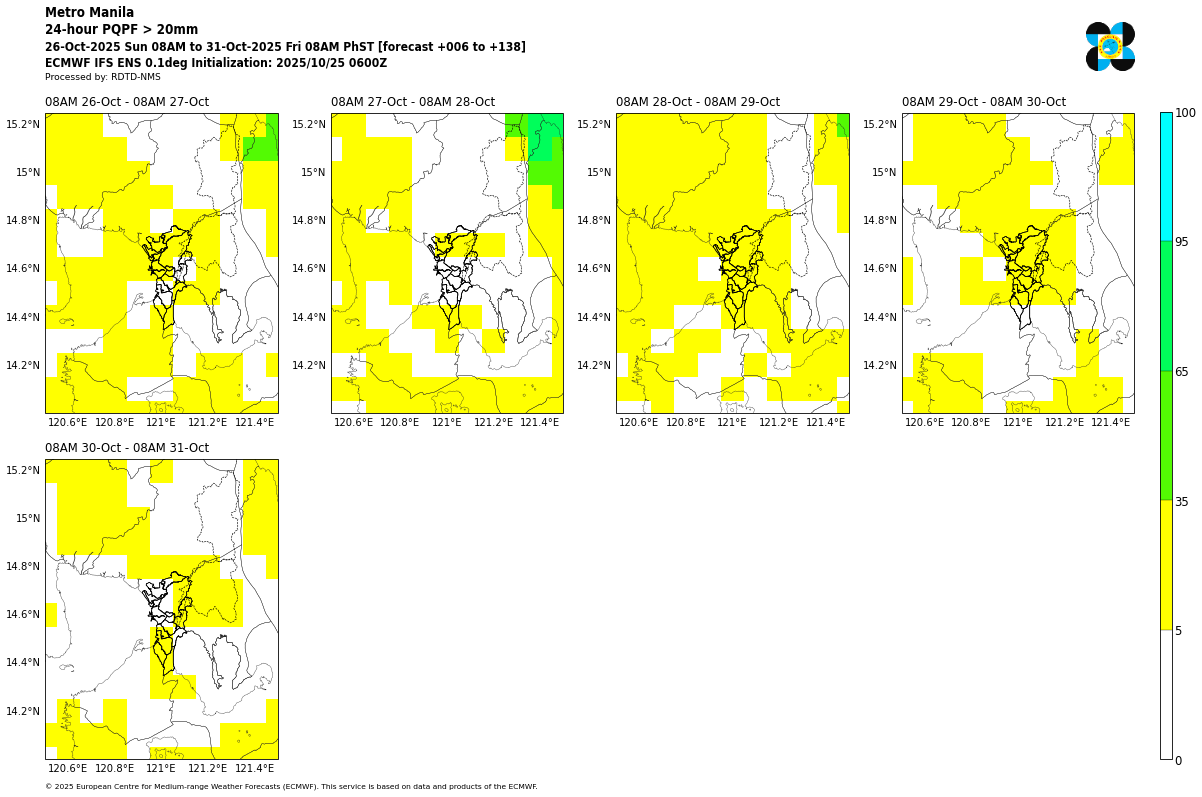 Metro Manila
24-hour PQPF > 20mm
26-Oct-2025 Sun 08AM to 31-Oct-2025 Fri 08AM PhST [forecast +006 to +138]
ECMWF IFS ENS 0.1deg Initialization: 2025/10/25 0600Z
Processed by: RDTD-NMS
08AM 26-Oct - 08AM 27-Oct
08AM 27-Oct - 08AM 28-Oct
08AM 28-Oct - 08AM 29-Oct
08AM 29-Oct - 08AM 30-Oct
15.2°N
15°N
14.8°N
14.6°N
14.4°N
14.2°N
120.6°E 120.8°E 121°E 121.2°E 121.4°E
15.2°N
15°N
14.8°N
14.6°N
14.4°N
14.2°N
120.6°E 120.8°E 121°E 121.2°E 121.4°E
15.2°N
15°N
14.8°N
14.6°N
14.4°N
14.2°N
120.6°E 120.8°E 121°E 121.2°E 121.4°E
15.2°N
15°N
14.8°N
14.6°N
14.4°N
14.2°N
120.6°E 120.8°E 121°E 121.2°E 121.4°E
100
95
65
35
5
0
08AM 30-Oct - 08AM 31-Oct
15.2°N
15°N
14.8°N
14.6°N
14.4°N
14.2°N
120.6°E 120.8°E 121°E 121.2°E 121.4°E
© 2025 European Centre for Medium-range Weather Forecasts (ECMWF). This service is based on data and products of the ECMWF.